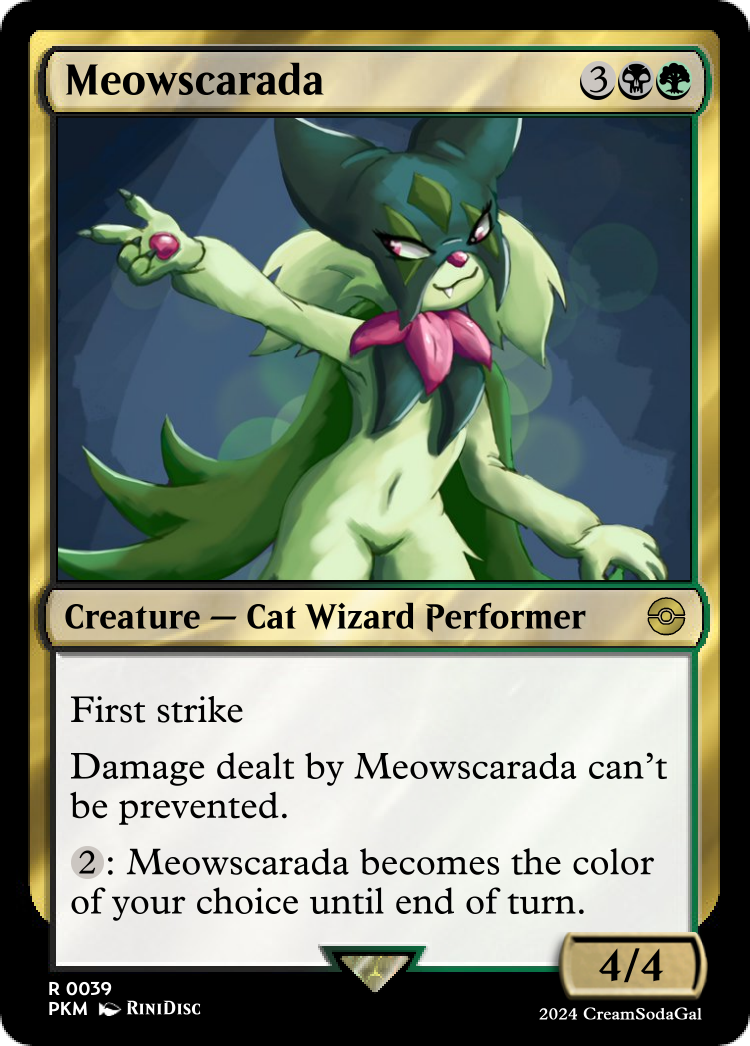 Meowscarada 3
Creature — Cat Wizard Performer
First strike
Damage dealt by Meowscarada can’t
be prevented.
2: Meowscarada becomes the color
of your choice until end of turn.
4/4
R 0039
PKM RiniDisc
2024 CreamSodaGal